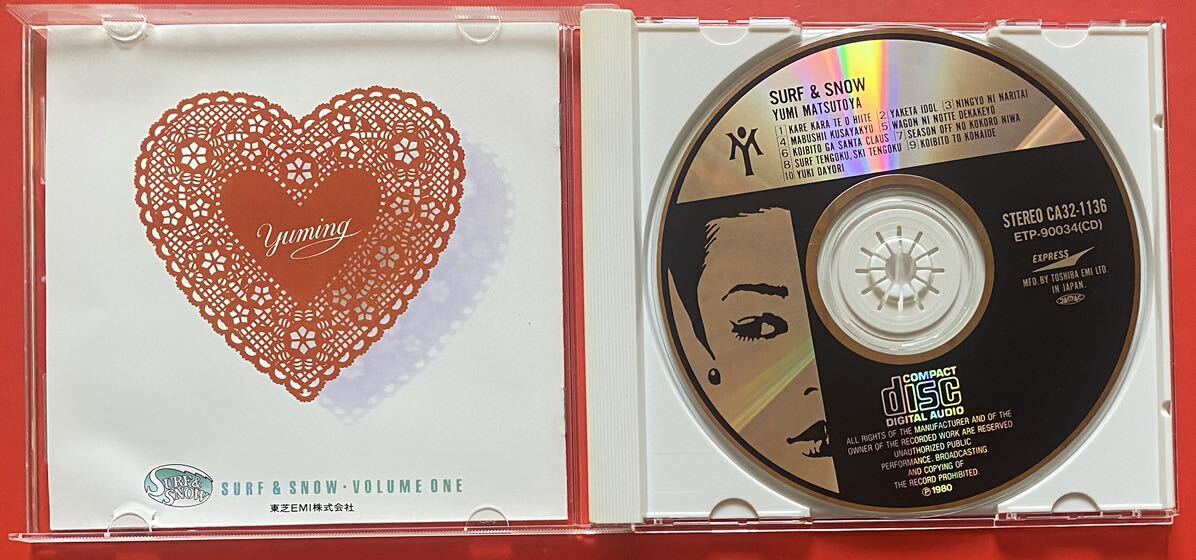 Yuming
SURF & SNOW
SURF & SNOW · VOLUME ONE
東芝EMI株式会社
SURF & SNOW
YUMI MATSUTOYA
1 KARE KARA TE O HIITE 2 YAKETA IDOL 3 NINGYO NI NARITAI
4 MABUSHII KUSAYAKYU 5 WAGON NI NOTTE DEKAKEYO
6 KOIBITO GA SANTA CLAUS 7 SEASON OFF NO KOKORO NIWA
8 SURF TENGOKU, SKI TENGOKU 9 KOIBITO TO KONAIDE
10 YUKI DAYORI
STEREO CA32-1136
ETP-90034(CD)
EXPRESS
MFD. BY TOSHIBA EMI LTD.
IN JAPAN.
COMPACT
disc
DIGITAL AUDIO
ALL RIGHTS OF THE MANUFACTURER AND OF THE
OWNER OF THE RECORDED WORK ARE RESERVED
UNAUTHORIZED PUBLIC
PERFORMANCE, BROADCASTING
AND COPYING OF
THE RECORD PROHIBITED.
Ⓟ1980